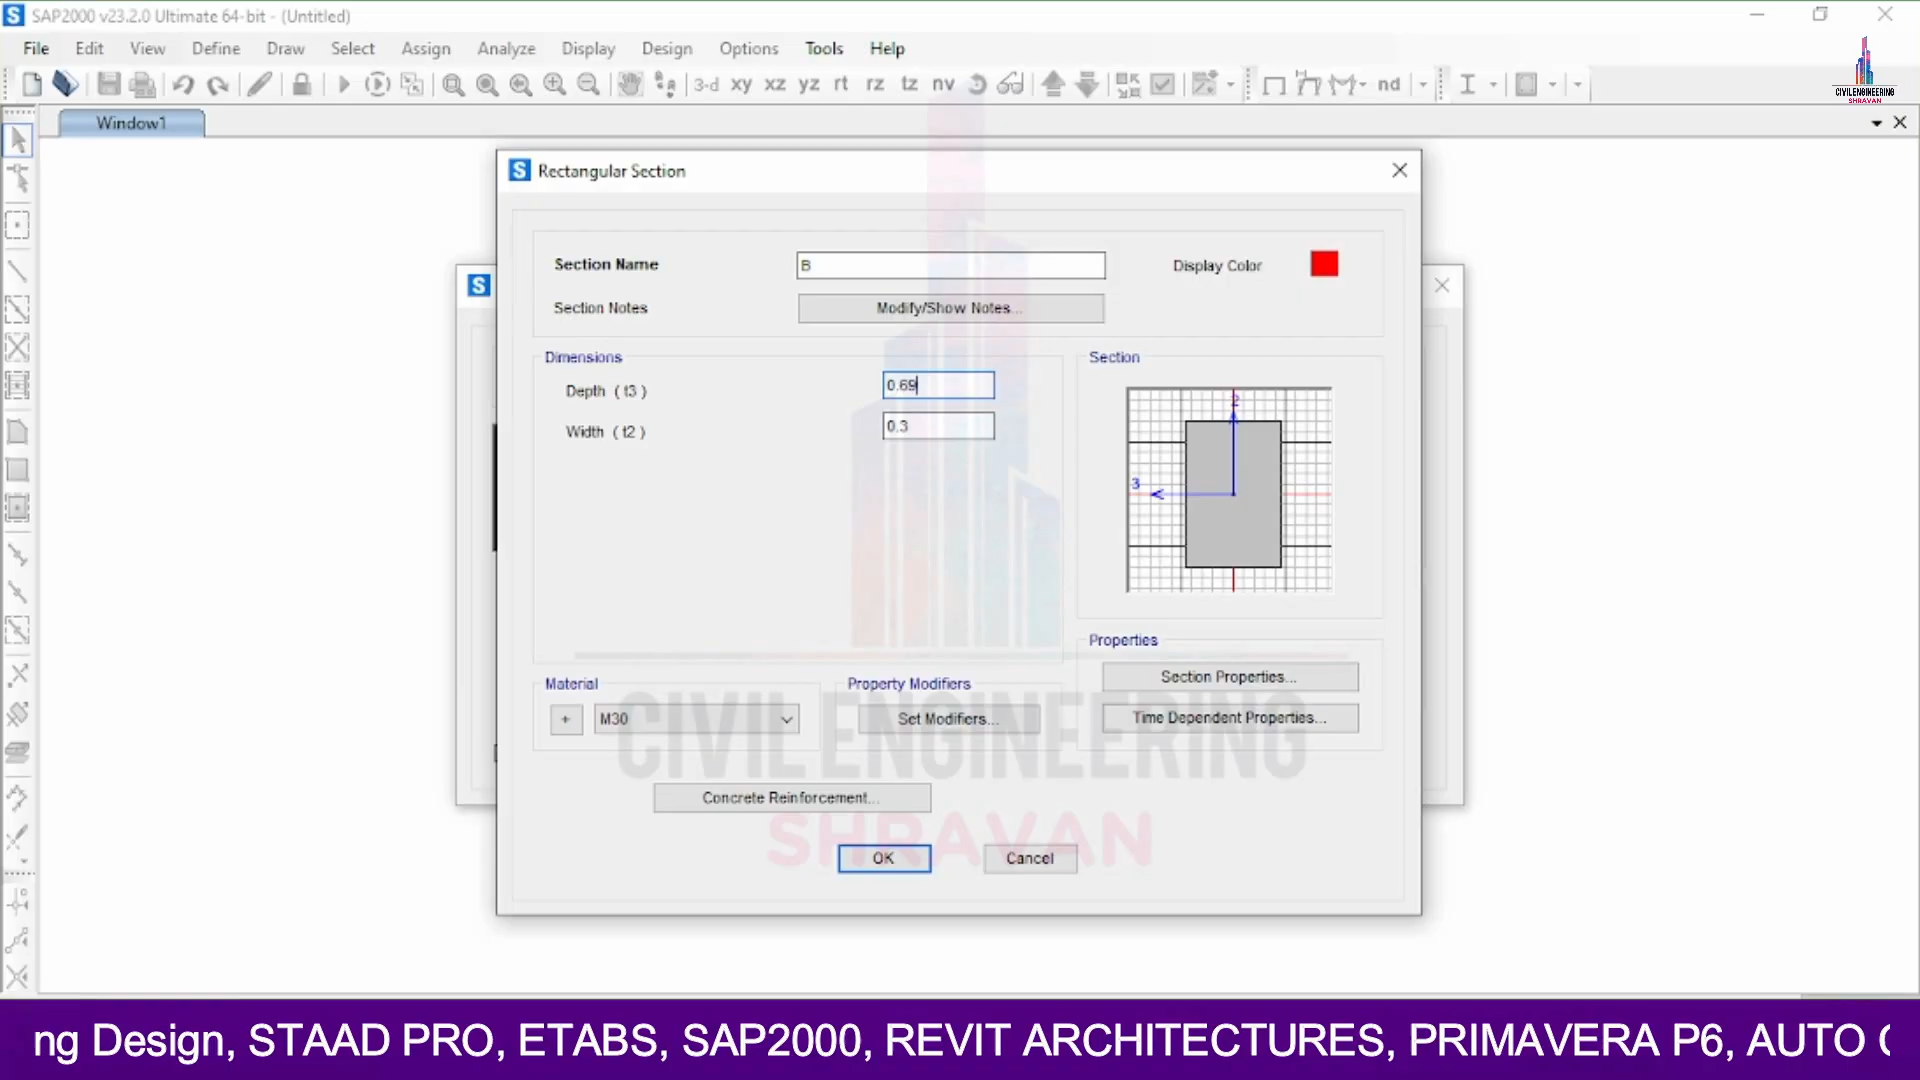 SAP2000 v23.2.0 Ultimate 64-bit - (Untitled)
File Edit View Define Draw Select Assign Analyze Display Design Options Tools Help
3-d xy xz yz rt rz tz nv nd
CIVILENGINEERING
SHRAVAN
Window1
Rectangular Section
Section Name B Display Color
Section Notes Modify/Show Notes...
Dimensions
Depth ( t3 ) 0.69
Width ( t2 ) 0.3
Section
2
3
Properties
Section Properties...
Time Dependent Properties...
Material
+ M30
Property Modifiers
Set Modifiers...
Concrete Reinforcement...
OK Cancel
CIVILENGINEERING
SHRAVAN
ng Design, STAAD PRO, ETABS, SAP2000, REVIT ARCHITECTURES, PRIMAVERA P6, AUTO